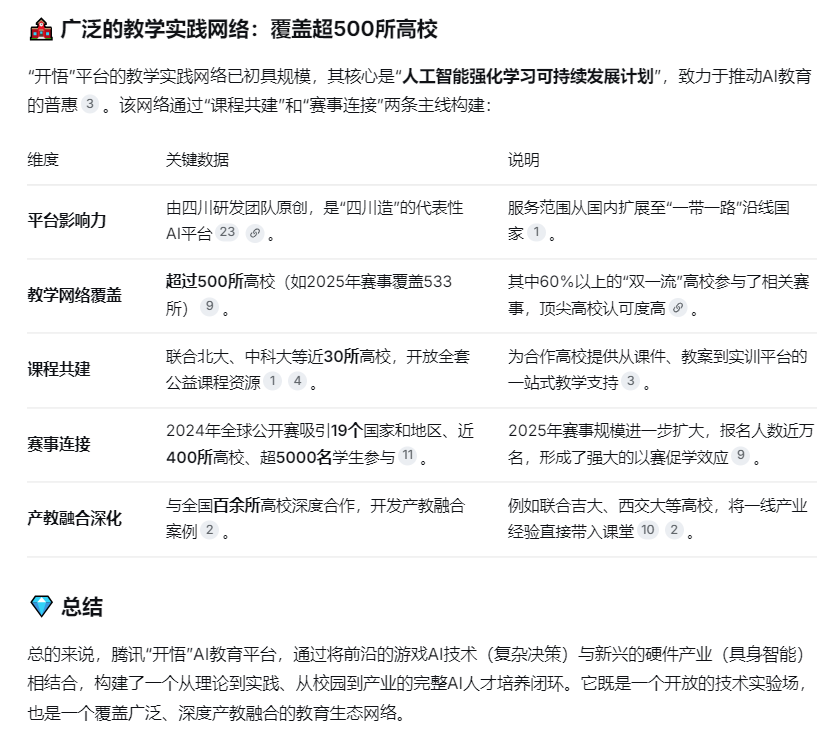 广泛的教学实践网络：覆盖超500所高校
“开悟”平台的教学实践网络已初具规模，其核心是“人工智能强化学习可持续发展计划”，致力于推动AI教育
的普惠 3 。该网络通过“课程共建”和“赛事连接”两条主线构建：
维度 关键数据 说明
平台影响力
由四川研发团队原创，是“四川造”的代表性
AI平台 23 。
服务范围从国内扩展至“一带一路”沿线国
家 1 。
教学网络覆盖
超过500所高校（如2025年赛事覆盖533
所） 9 。
其中60%以上的“双一流”高校参与了相关赛
事，顶尖高校认可度高 。
课程共建
联合北大、中科大等近30所高校，开放全套
公益课程资源 1 4 。
为合作高校提供从课件、教案到实训平台的
一站式教学支持 3 。
赛事连接
2024年全球公开赛吸引19个国家和地区、近
400所高校、超5000名学生参与 11 。
2025年赛事规模进一步扩大，报名人数近万
名，形成了强大的以赛促学效应 9 。
产教融合深化
与全国百余所高校深度合作，开发产教融合
案例 2 。
例如联合吉大、西交大等高校，将一线产业
经验直接带入课堂 10 2 。
总结
总的来说，腾讯“开悟”AI教育平台，通过将前沿的游戏AI技术（复杂决策）与新兴的硬件产业（具身智能）
相结合，构建了一个从理论到实践、从校园到产业的完整AI人才培养闭环。它既是一个开放的技术实验场，
也是一个覆盖广泛、深度产教融合的教育生态网络。